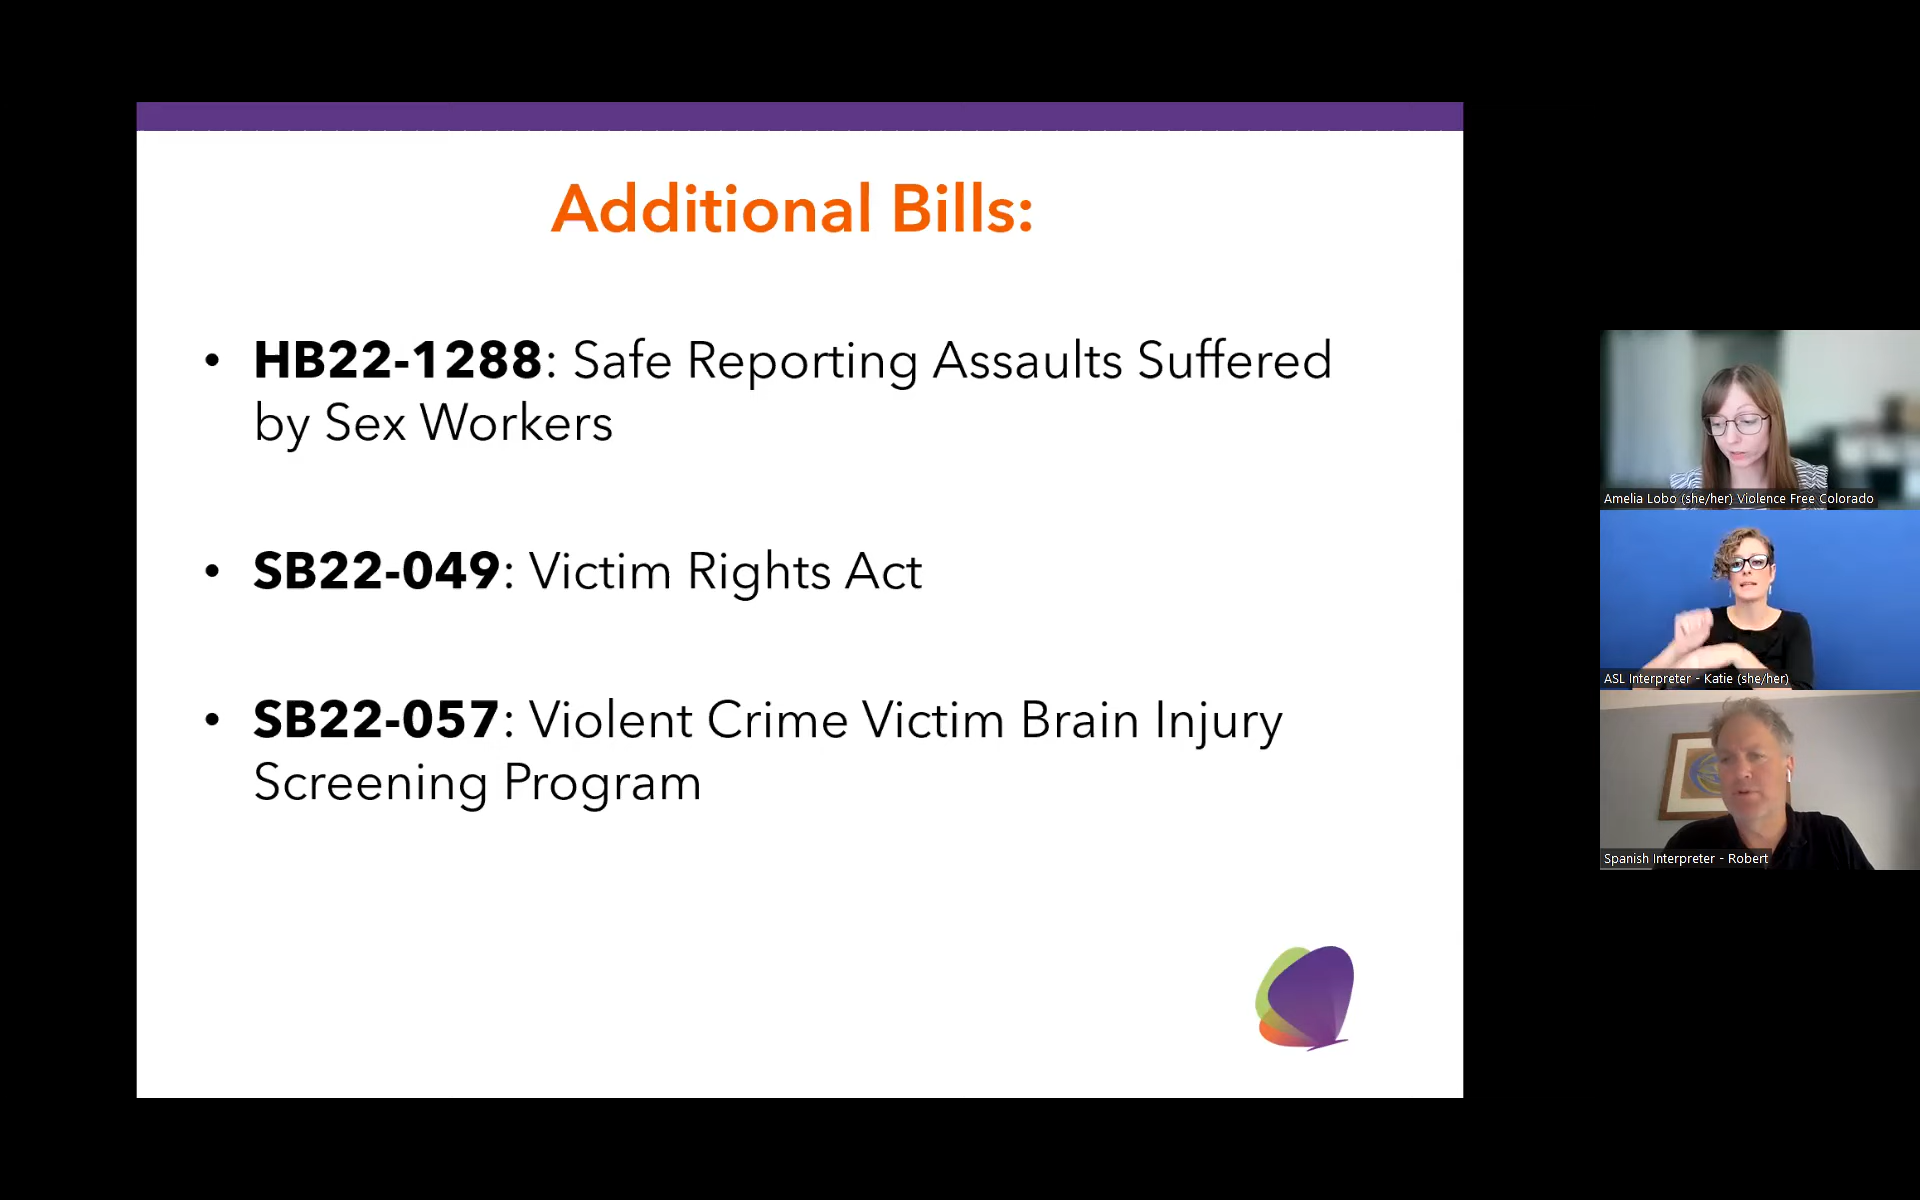 Additional Bills:
• HB22-1288: Safe Reporting Assaults Suffered
by Sex Workers
• SB22-049: Victim Rights Act
• SB22-057: Violent Crime Victim Brain Injury
Screening Program
Amelia Lobo (she/her) Violence Free Colorado
ASL Interpreter - Katie (she/her)
Spanish Interpreter - Robert